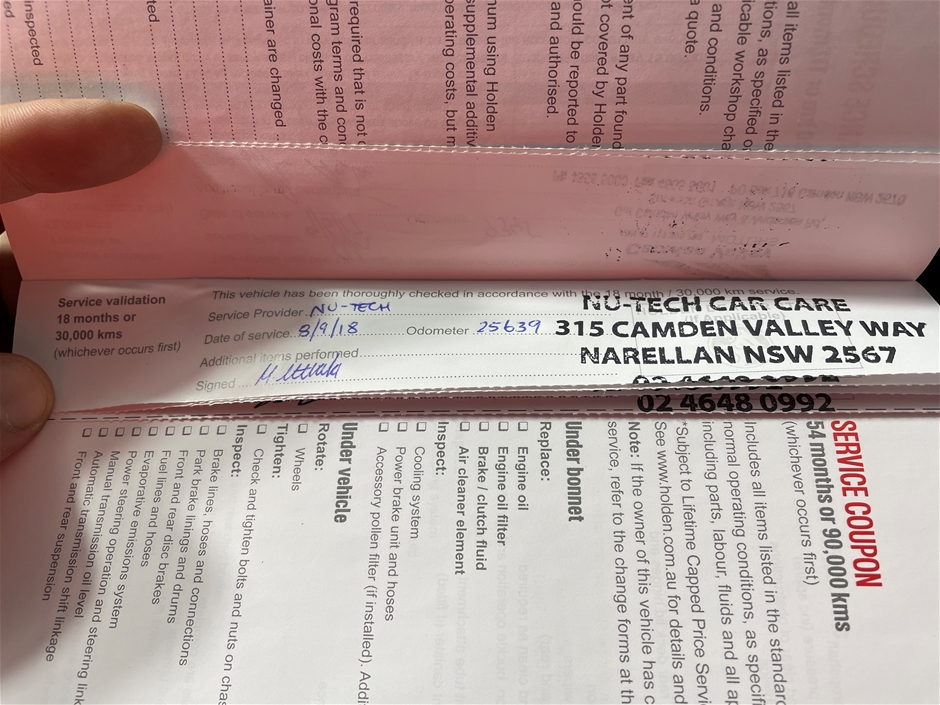 all items listed in the
tions, as specified
icable workshop cha
and conditions.
a quote.
ent of any part found
ot covered by Holde
ould be reported to
and authorised.
num using Holden
supplemental additiv
perating costs, but m
required that is not
gram terms and con
onal costs with the
ainer are changed
ted.
inspected
ed
Service validation
18 months or
30,000 kms
(whichever occurs first)
This vehicle has been thoroughly checked in accordance with the 18 month / 30,000 km service.
Service Provider NU-TECH
Date of service 8/9/18 Odometer 25639
Additional items performed
Signed
(If Applicable)
NU-TECH CAR CARE
315 CAMDEN VALLEY WAY
NARELLAN NSW 2567
02 4648 0992
SERVICE COUPON
54 months or 90,000 kms
(whichever occurs first)
Includes all items listed in the standard
normal operating conditions, as specifi
including parts, labour, fluids and all ap
*Subject to Lifetime Capped Price Servi
See www.holden.com.au for details and
Note: If the owner of this vehicle has c
service, refer to the change forms at th
Under bonnet
Replace:
Engine oil
Engine oil filter
Brake / clutch fluid
Air cleaner element
Inspect:
Cooling system
Power brake unit and hoses
Accessory pollen filter (if installed). Addi
Under vehicle
Rotate:
Wheels
Tighten:
Check and tighten bolts and nuts on chas
Inspect:
Brake lines, hoses and connections
Park brake linings and drums
Front and rear disc brakes
Fuel lines and hoses
Evaporative emissions system
Power steering system
Manual transmission operation and steering link
Automatic transmission oil level
Front and rear suspension shift linkage